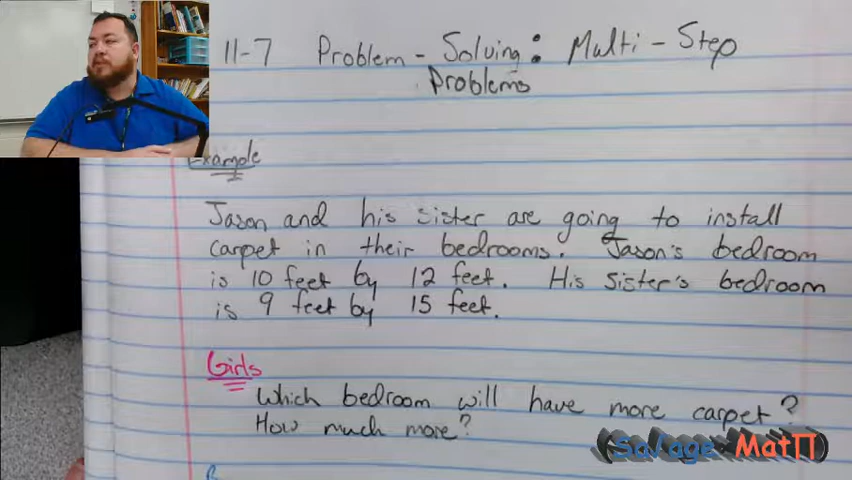 11-7 Problem-Solving: Multi-Step
Problems
Example
Jason and his sister are going to install
carpet in their bedrooms. Jason's bedroom
is 10 feet by 12 feet. His sister's bedroom
is 9 feet by 15 feet.
Girls
Which bedroom will have more carpet?
How much more?
Savage Math